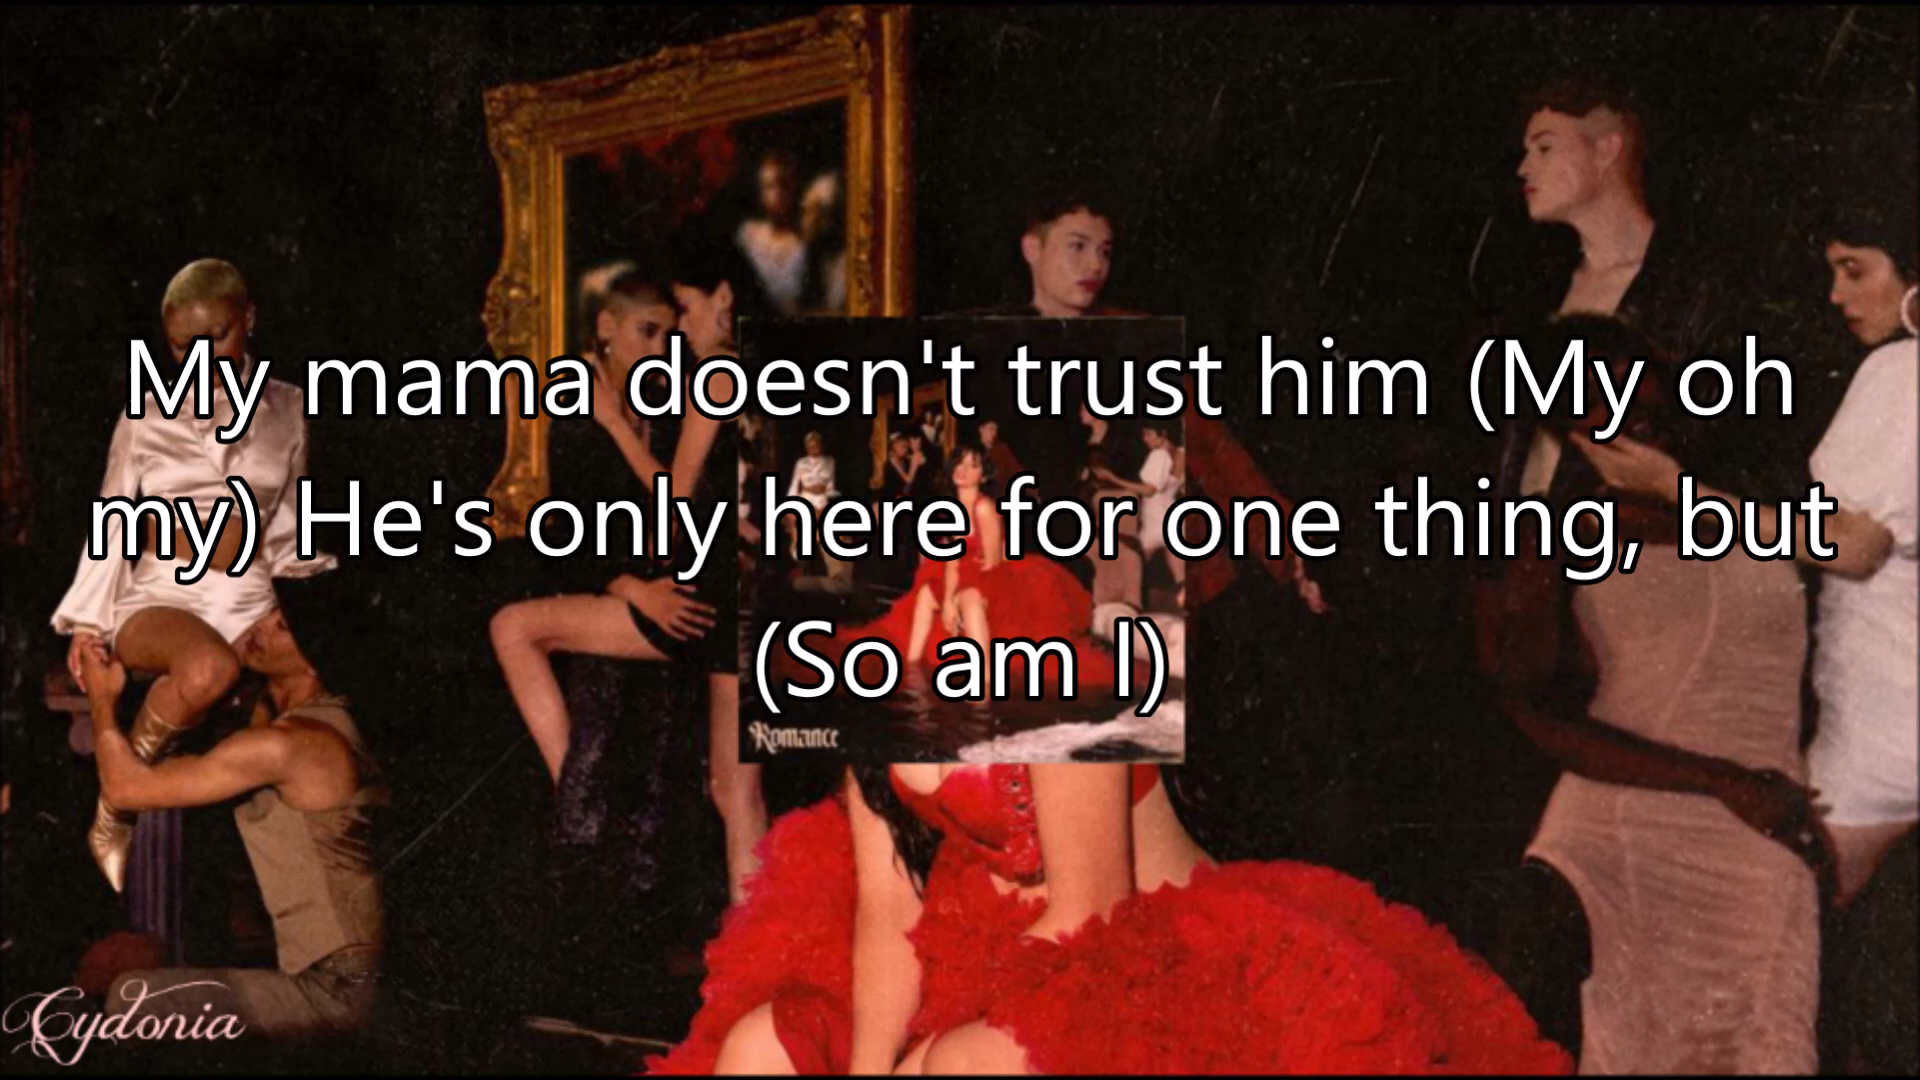 My mama doesn't trust him (My oh
my) He's only here for one thing, but
(So am I)
Romance
Cydonia